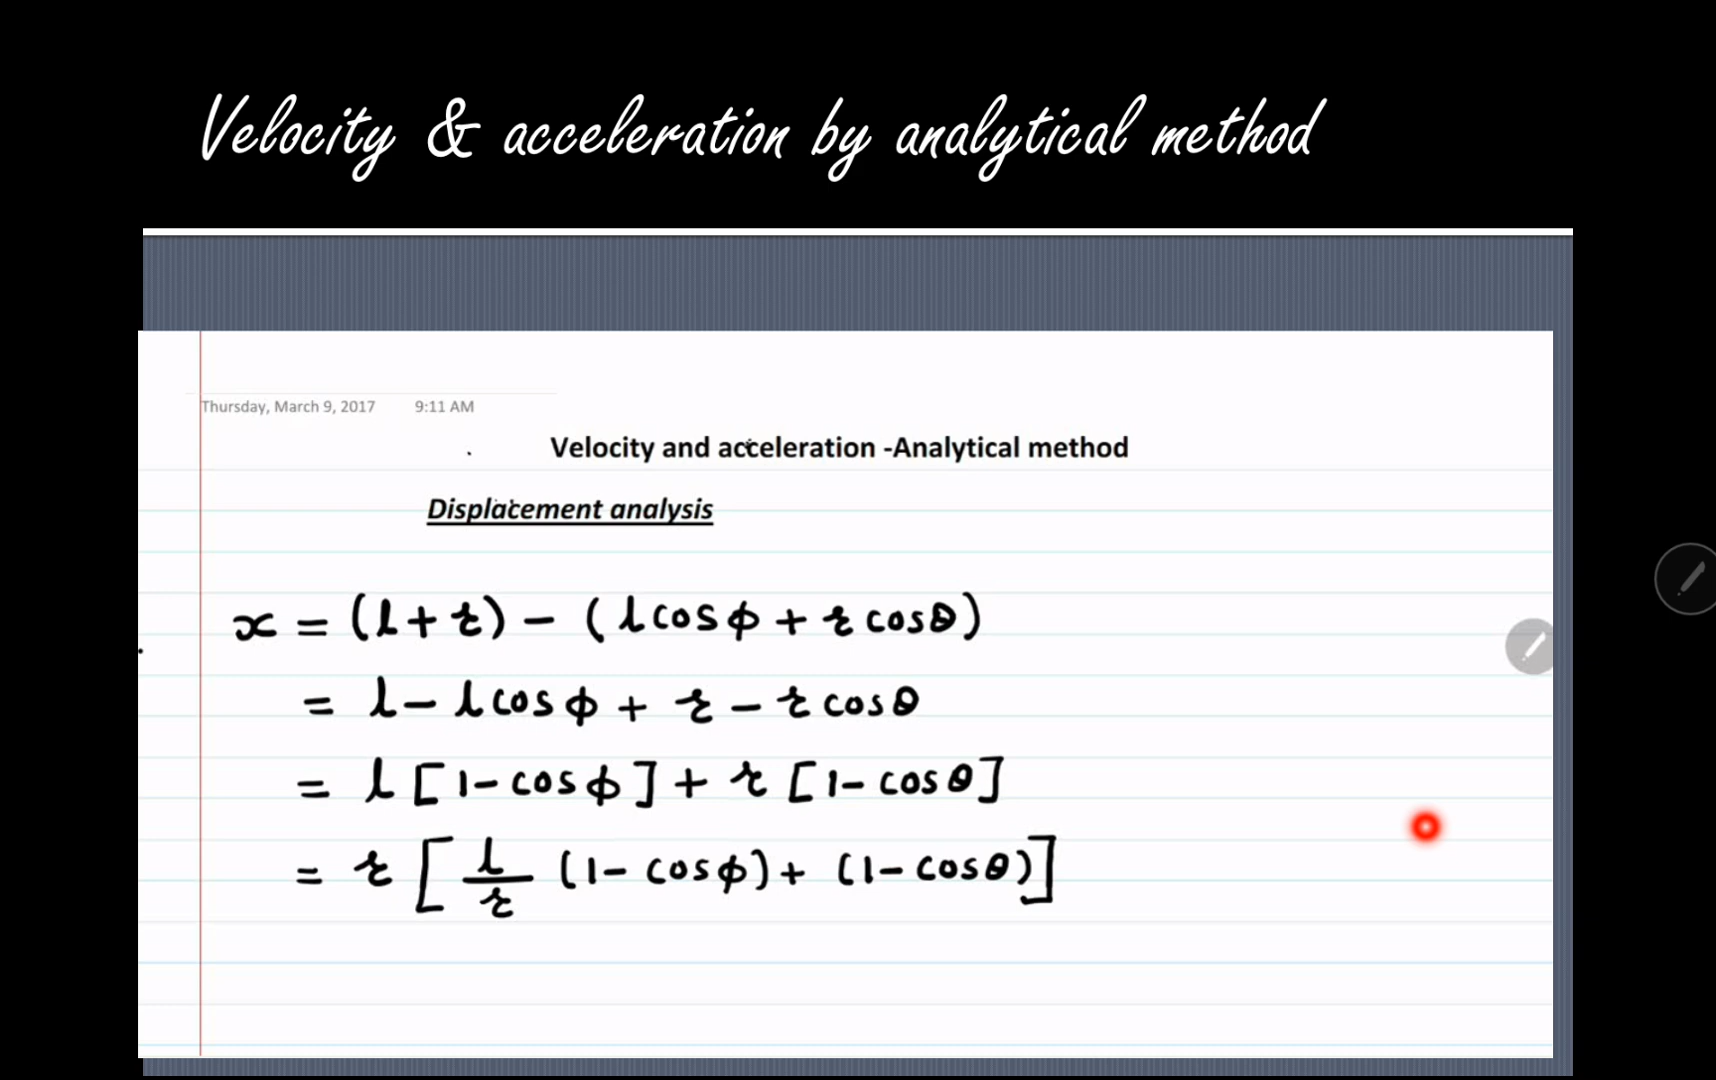 Velocity & acceleration by analytical method
Thursday, March 9, 2017 9:11 AM
Velocity and acceleration -Analytical method
Displacement analysis
x = (l + r) - (l cos φ + r cos θ)
= l - l cos φ + r - r cos θ
= l [1 - cos φ] + r [1 - cos θ]
= r [ l/r (1 - cos φ) + (1 - cos θ) ]